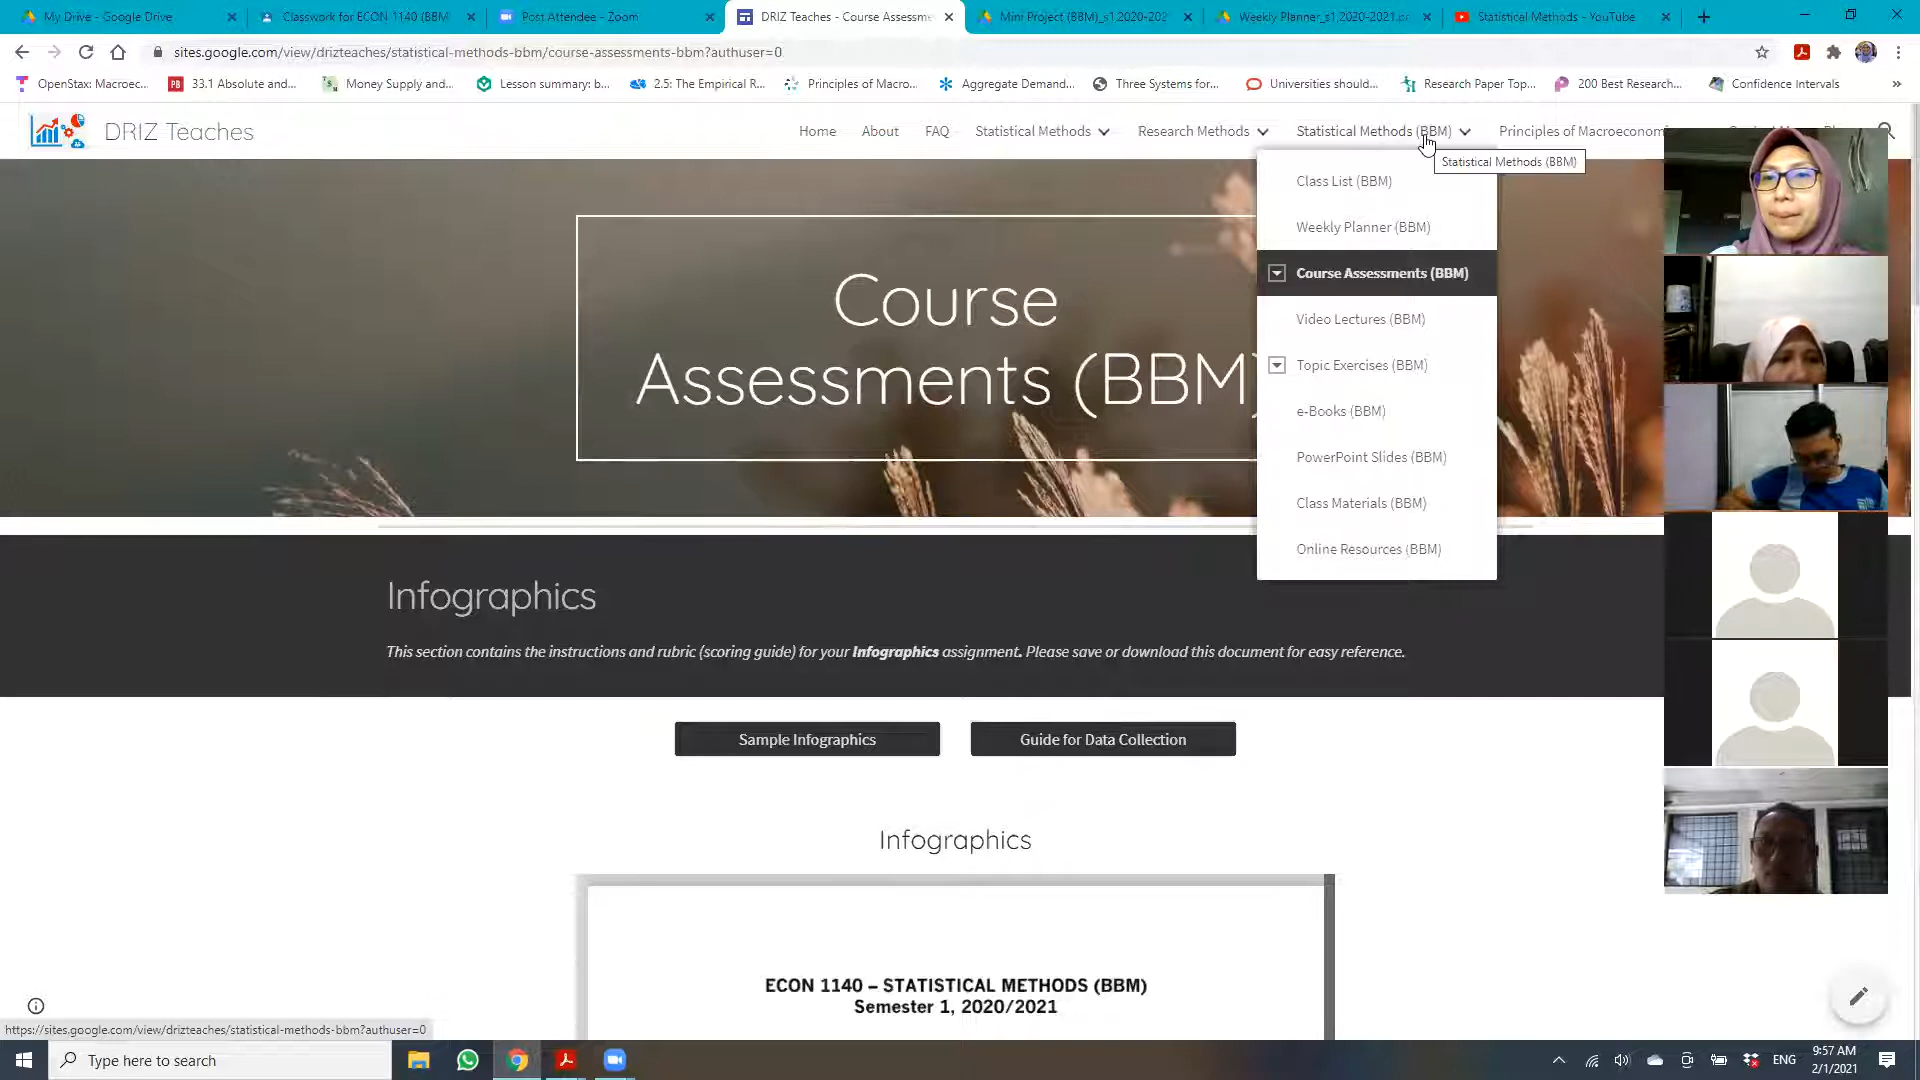 My Drive - Google Drive
Classwork for ECON 1140 (BBM
Post Attendee - Zoom
DRIZ Teaches - Course Assessme
Mini Project (BBM)_s1,2020-202
Weekly Planner_s1,2020-2021.pd
Statistical Methods - YouTube
sites.google.com/view/drizteaches/statistical-methods-bbm/course-assessments-bbm?authuser=0
OpenStax: Macroec...
33.1 Absolute and...
Money Supply and...
Lesson summary: b...
2.5: The Empirical R...
Principles of Macro...
Aggregate Demand...
Three Systems for...
Universities should...
Research Paper Top...
200 Best Research...
Confidence Intervals
DRIZ Teaches
Home
About
FAQ
Statistical Methods
Research Methods
Statistical Methods (BBM)
Principles of Macroeconomi
Statistical Methods (BBM)
Class List (BBM)
Weekly Planner (BBM)
Course Assessments (BBM)
Video Lectures (BBM)
Topic Exercises (BBM)
e-Books (BBM)
PowerPoint Slides (BBM)
Class Materials (BBM)
Online Resources (BBM)
Course
Assessments (BBM)
Infographics
This section contains the instructions and rubric (scoring guide) for your Infographics assignment. Please save or download this document for easy reference.
Sample Infographics
Guide for Data Collection
Infographics
ECON 1140 – STATISTICAL METHODS (BBM)
Semester 1, 2020/2021
https://sites.google.com/view/drizteaches/statistical-methods-bbm?authuser=0
Type here to search
ENG
9:57 AM
2/1/2021